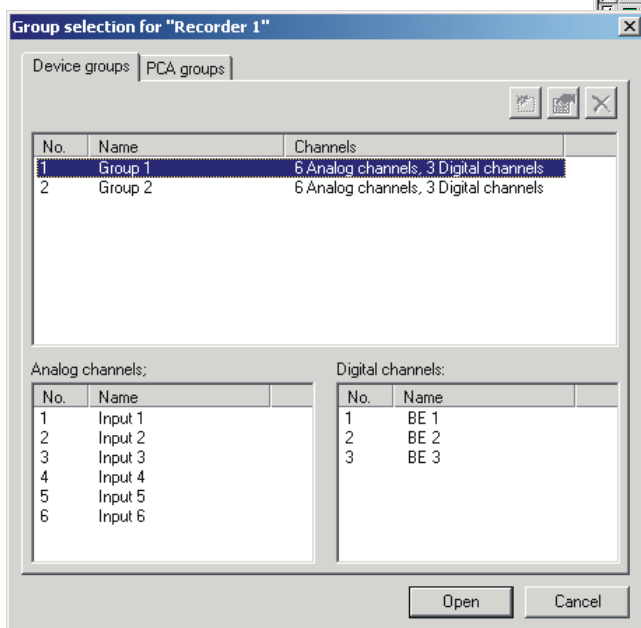 Group selection for "Recorder 1"
Device groups PCA groups
No. Name Channels
1 Group 1 6 Analog channels, 3 Digital channels
2 Group 2 6 Analog channels, 3 Digital channels
Analog channels;
No. Name
1 Input 1
2 Input 2
3 Input 3
4 Input 4
5 Input 5
6 Input 6
Digital channels:
No. Name
1 BE 1
2 BE 2
3 BE 3
Open Cancel